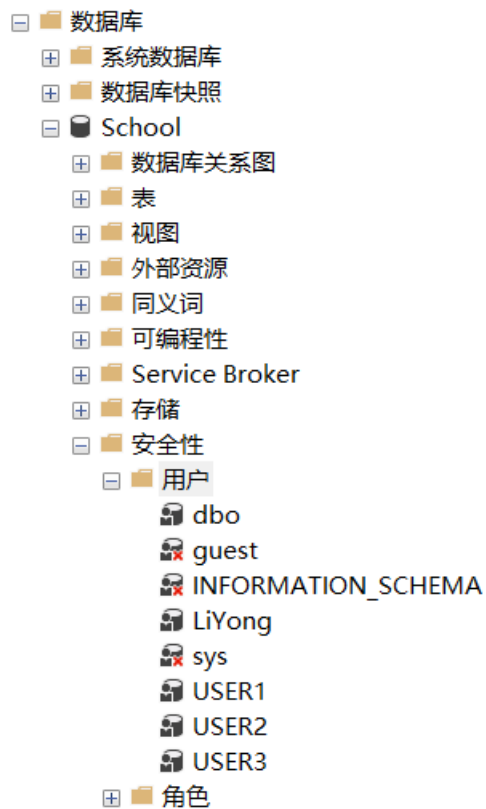 数据库
系统数据库
数据库快照
School
数据库关系图
表
视图
外部资源
同义词
可编程性
Service Broker
存储
安全性
用户
dbo
guest
INFORMATION_SCHEMA
LiYong
sys
USER1
USER2
USER3
角色